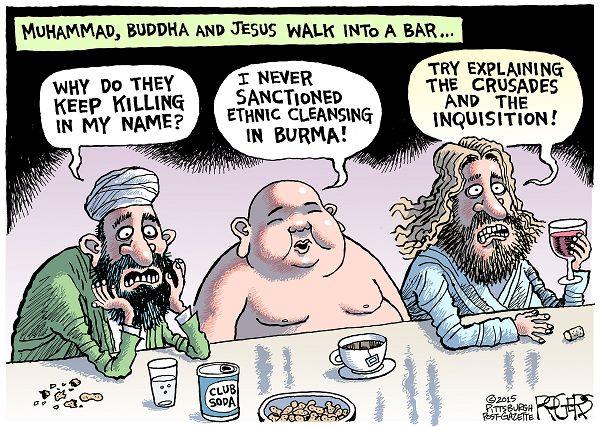 MUHAMMAD, BUDDHA AND JESUS WALK INTO A BAR...
WHY DO THEY
KEEP KILLING
IN MY NAME?
I NEVER
SANCTIONED
ETHNIC CLEANSING
IN BURMA!
TRY EXPLAINING
THE CRUSADES
AND THE
INQUISITION!
CLUB
SODA
©2015
PITTSBURGH
POST-GAZETTE
ROGERS